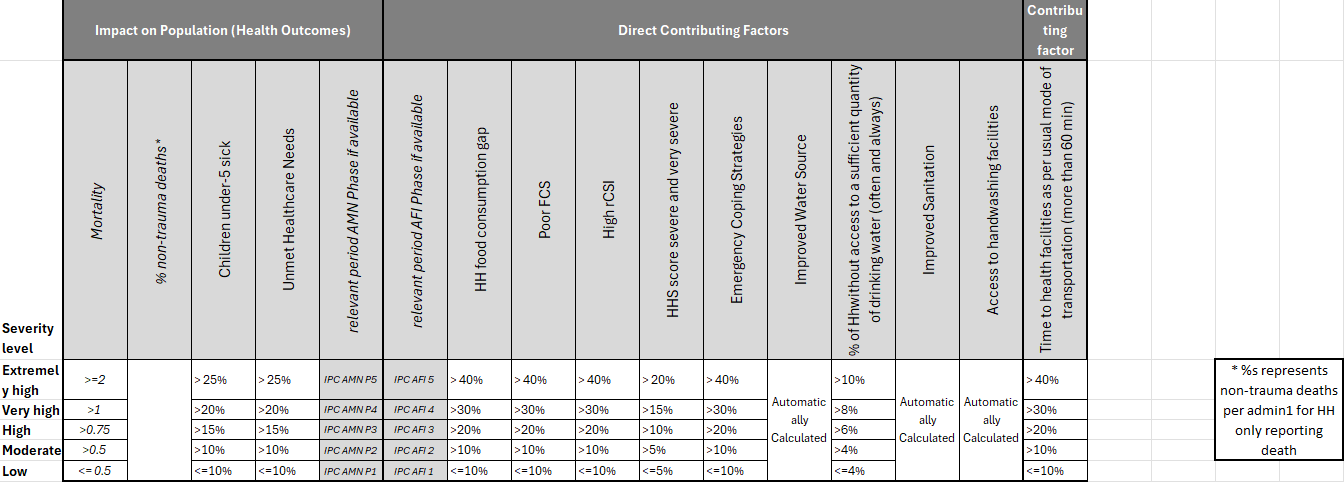 Impact on Population (Health Outcomes)
Direct Contributing Factors
Contribu
ting
factor
Severity
level
Mortality
% non-trauma deaths*
Children under-5 sick
Unmet Healthcare Needs
relevant period AMN Phase if available
relevant period AFI Phase if available
HH food consumption gap
Poor FCS
High rCSI
HHS score severe and very severe
Emergency Coping Strategies
Improved Water Source
% of Hhwithout access to a sufficient quantity
of drinking water (often and always)
Improved Sanitation
Access to handwashing facilities
Time to health facilities as per usual mode of
transportation (more than 60 min)
Extremel
y high
>=2
> 25%
> 25%
IPC AMN P5
IPC AFI 5
> 40%
> 40%
> 40%
> 20%
> 40%
>10%
> 40%
Very high
>1
>20%
>20%
IPC AMN P4
IPC AFI 4
>30%
>30%
>30%
>15%
>30%
>8%
>30%
High
>0.75
>15%
>15%
IPC AMN P3
IPC AFI 3
>20%
>20%
>20%
>10%
>20%
>6%
>20%
Moderate
>0.5
>10%
>10%
IPC AMN P2
IPC AFI 2
>10%
>10%
>10%
>5%
>10%
>4%
>10%
Low
<= 0.5
<=10%
<=10%
IPC AMN P1
IPC AFI 1
<=10%
<=10%
<=10%
<=5%
<=10%
<=4%
<=10%
Automatic
ally
Calculated
Automatic
ally
Calculated
Automatic
ally
Calculated
* %s represents
non-trauma deaths
per admin1 for HH
only reporting
death